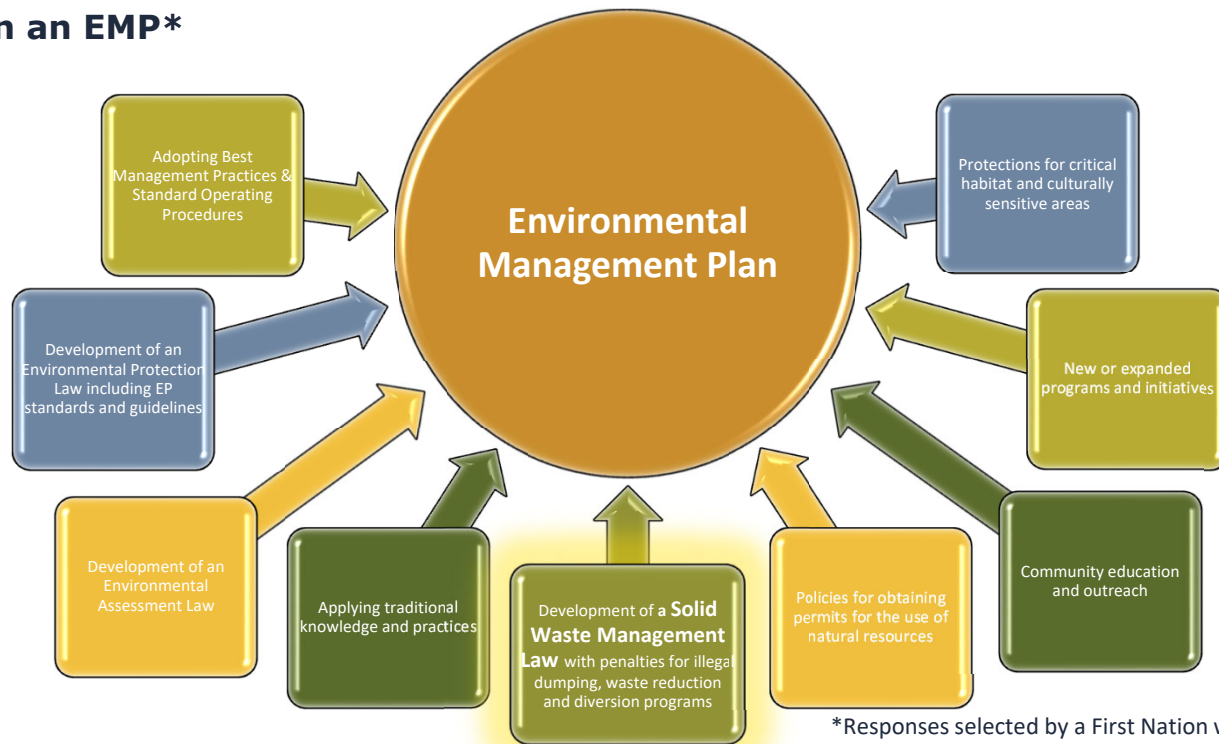 n an EMP*
Environmental
Management Plan
Adopting Best
Management Practices &
Standard Operating
Procedures
Development of an
Environmental Protection
Law including EP
standards and guidelines
Development of an
Environmental
Assessment Law
Applying traditional
knowledge and practices
Development of a Solid
Waste Management
Law with penalties for illegal
dumping, waste reduction
and diversion programs
Policies for obtaining
permits for the use of
natural resources
Community education
and outreach
New or expanded
programs and initiatives
Protections for critical
habitat and culturally
sensitive areas
*Responses selected by a First Nation